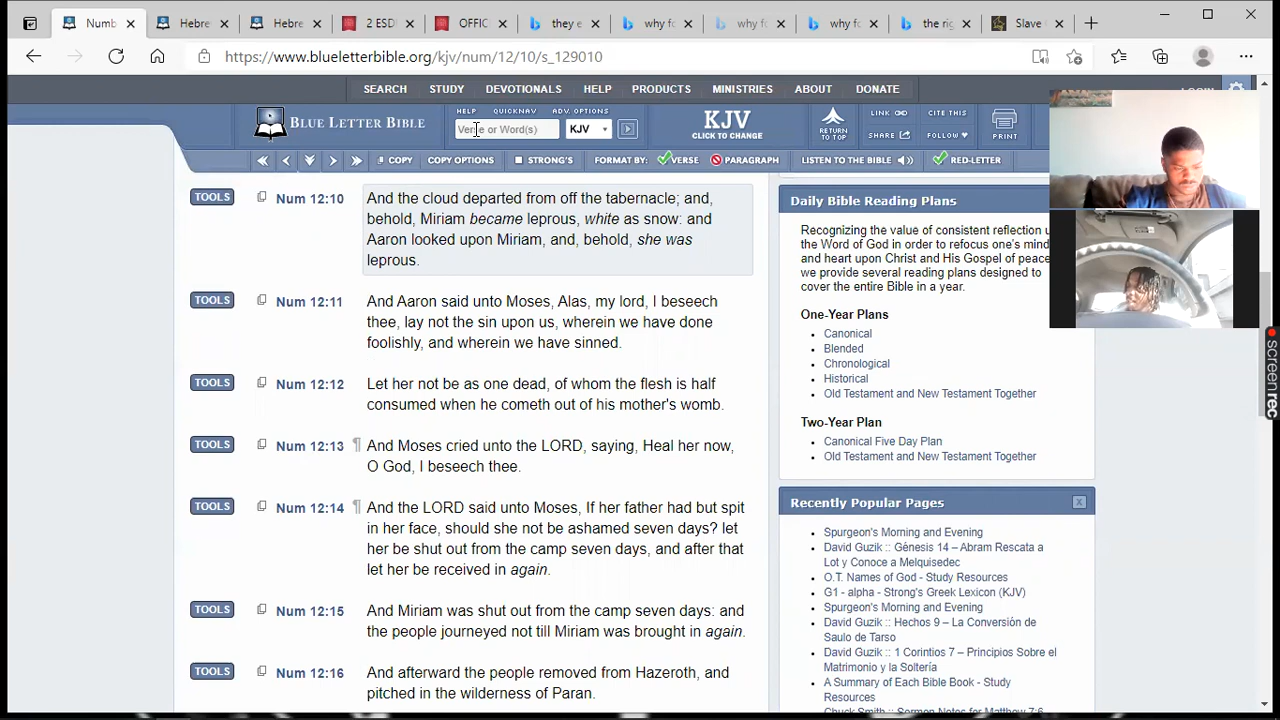 Numb
Hebre
Hebre
2 ESD
OFFIC
they e
why fo
why fo
why fo
the rig
Slave
https://www.blueletterbible.org/kjv/num/12/10/s_129010
SEARCH STUDY DEVOTIONALS HELP PRODUCTS MINISTRIES ABOUT DONATE
BLUE LETTER BIBLE
HELP QUICKNAV ADV. OPTIONS
Verse or Word(s) KJV
KJV
CLICK TO CHANGE
RETURN
TO TOP
LINK CITE THIS
SHARE FOLLOW
PRINT
COPY COPY OPTIONS STRONG'S FORMAT BY: VERSE PARAGRAPH LISTEN TO THE BIBLE RED-LETTER
TOOLS Num 12:10 And the cloud departed from off the tabernacle; and,
behold, Miriam became leprous, white as snow: and
Aaron looked upon Miriam, and, behold, she was
leprous.
TOOLS Num 12:11 And Aaron said unto Moses, Alas, my lord, I beseech
thee, lay not the sin upon us, wherein we have done
foolishly, and wherein we have sinned.
TOOLS Num 12:12 Let her not be as one dead, of whom the flesh is half
consumed when he cometh out of his mother's womb.
TOOLS Num 12:13 ¶ And Moses cried unto the LORD, saying, Heal her now,
O God, I beseech thee.
TOOLS Num 12:14 ¶ And the LORD said unto Moses, If her father had but spit
in her face, should she not be ashamed seven days? let
her be shut out from the camp seven days, and after that
let her be received in again.
TOOLS Num 12:15 And Miriam was shut out from the camp seven days: and
the people journeyed not till Miriam was brought in again.
TOOLS Num 12:16 And afterward the people removed from Hazeroth, and
pitched in the wilderness of Paran.
Daily Bible Reading Plans
Recognizing the value of consistent reflection u
the Word of God in order to refocus one's mind
and heart upon Christ and His Gospel of peace
we provide several reading plans designed to
cover the entire Bible in a year.
One-Year Plans
• Canonical
• Blended
• Chronological
• Historical
• Old Testament and New Testament Together
Two-Year Plan
• Canonical Five Day Plan
• Old Testament and New Testament Together
Recently Popular Pages
• Spurgeon's Morning and Evening
• David Guzik :: Génesis 14 – Abram Rescata a
Lot y Conoce a Melquisedec
• O.T. Names of God - Study Resources
• G1 - alpha - Strong's Greek Lexicon (KJV)
• Spurgeon's Morning and Evening
• David Guzik :: Hechos 9 – La Conversión de
Saulo de Tarso
• David Guzik :: 1 Corintios 7 – Principios Sobre el
Matrimonio y la Soltería
• A Summary of Each Bible Book - Study
Resources
• Chuck Smith :: Sermon Notes for Matthew 7:6
screenrec